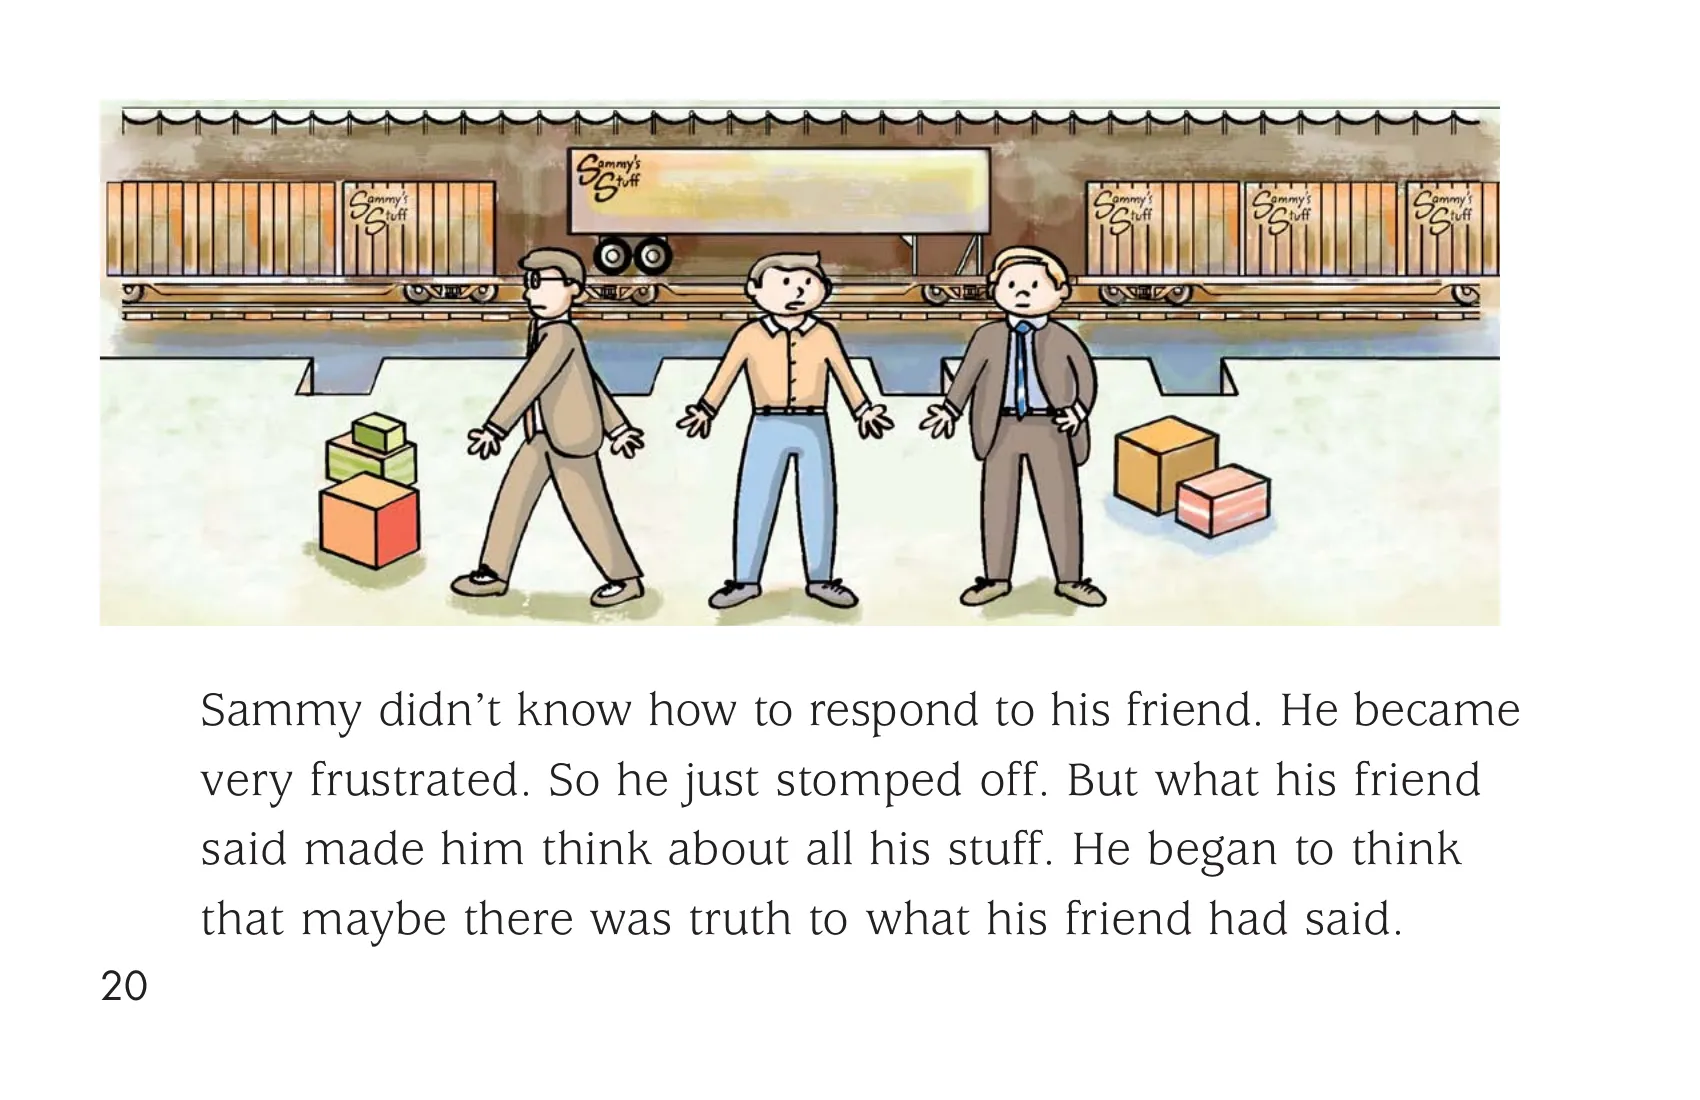 Sammy's
Stuff
Sammy's
Stuff
Sammy's
Stuff
Sammy's
Stuff
Sammy's
Stuff
Sammy didn’t know how to respond to his friend. He became
very frustrated. So he just stomped off. But what his friend
said made him think about all his stuff. He began to think
that maybe there was truth to what his friend had said.
20